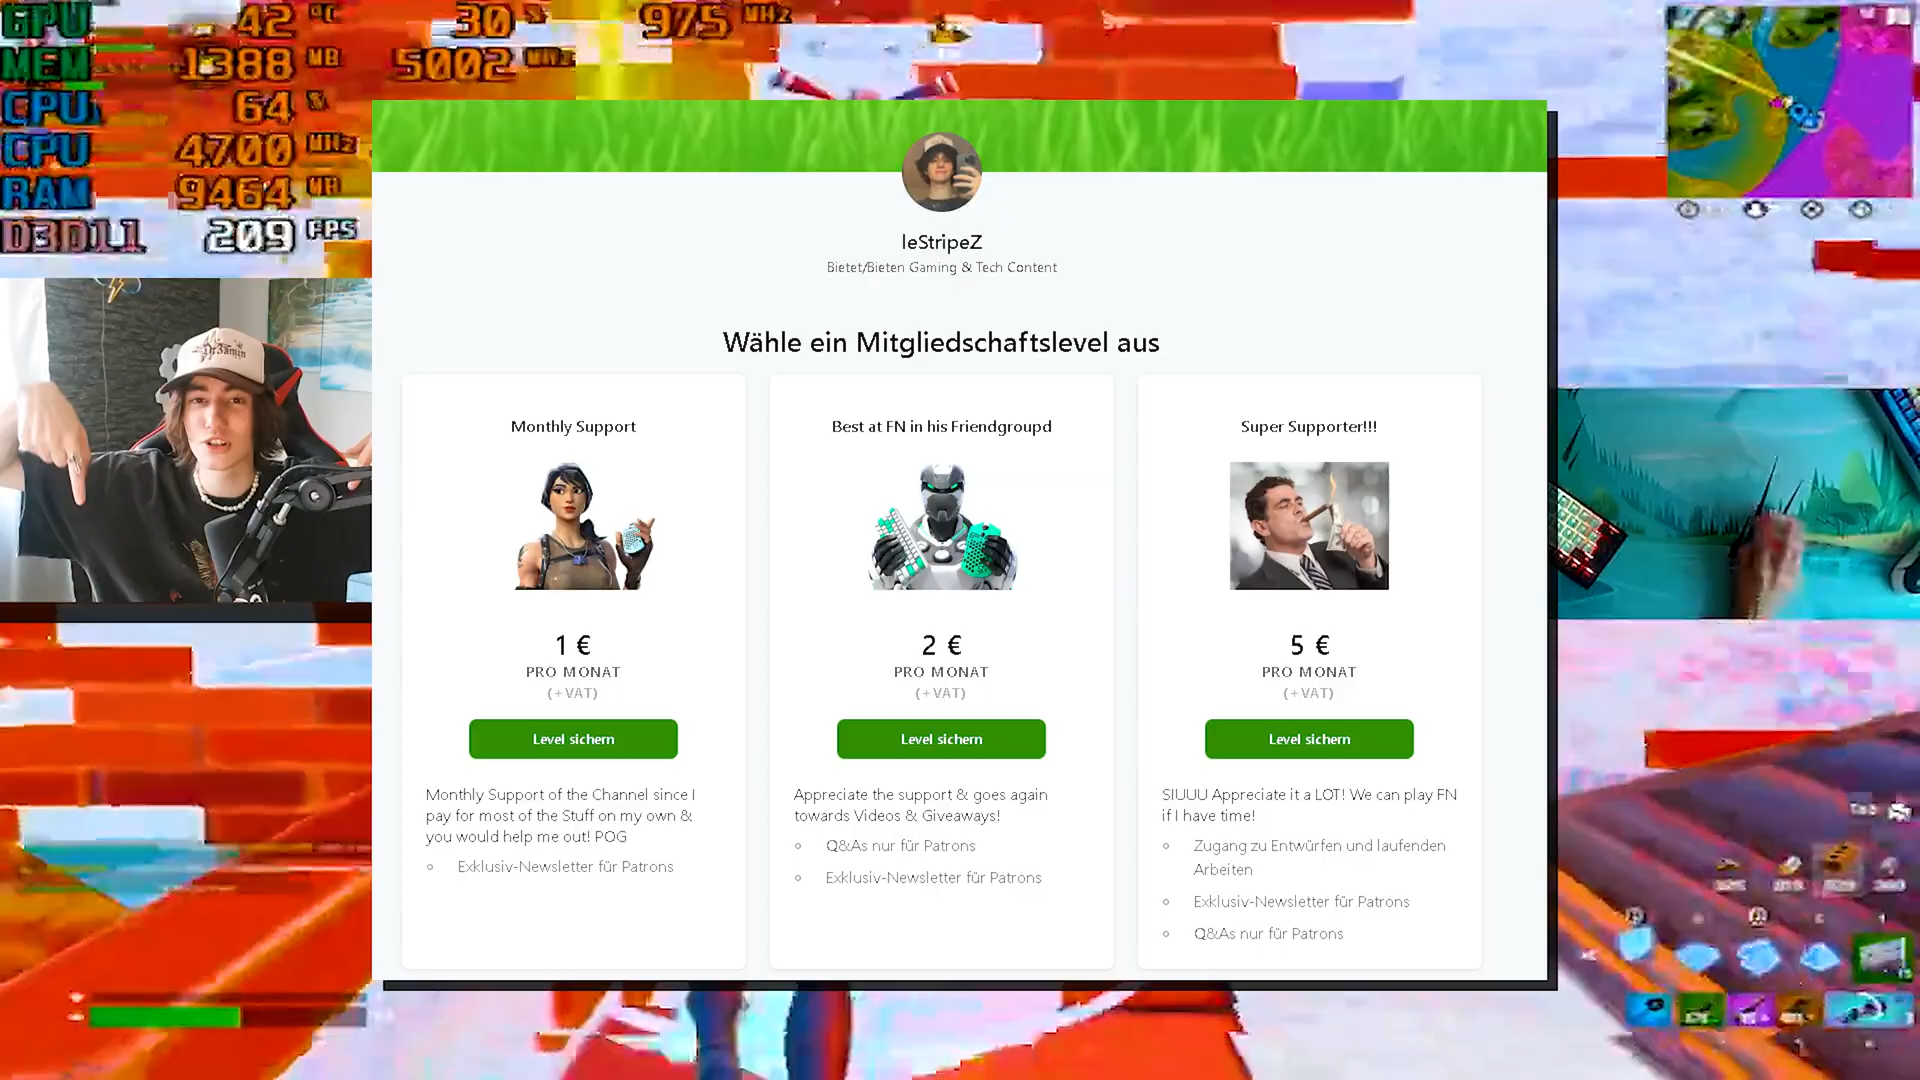 GPU 42 °C 30 % 975 MHz
MEM 1388 MB 5002 MHz
CPU 64 %
CPU 4700 MHz
RAM 9464 MB
D3D11 209 FPS
leStripeZ
Bietet/Bieten Gaming & Tech Content
Wähle ein Mitgliedschaftslevel aus
Monthly Support
1 €
PRO MONAT
(+VAT)
Level sichern
Monthly Support of the Channel since I
pay for most of the Stuff on my own &
you would help me out! POG
Exklusiv-Newsletter für Patrons
Best at FN in his Friendgroupd
2 €
PRO MONAT
(+VAT)
Level sichern
Appreciate the support & goes again
towards Videos & Giveaways!
Q&As nur für Patrons
Exklusiv-Newsletter für Patrons
Super Supporter!!!
5 €
PRO MONAT
(+VAT)
Level sichern
SIUUU Appreciate it a LOT! We can play FN
if I have time!
Zugang zu Entwürfen und laufenden
Arbeiten
Exklusiv-Newsletter für Patrons
Q&As nur für Patrons